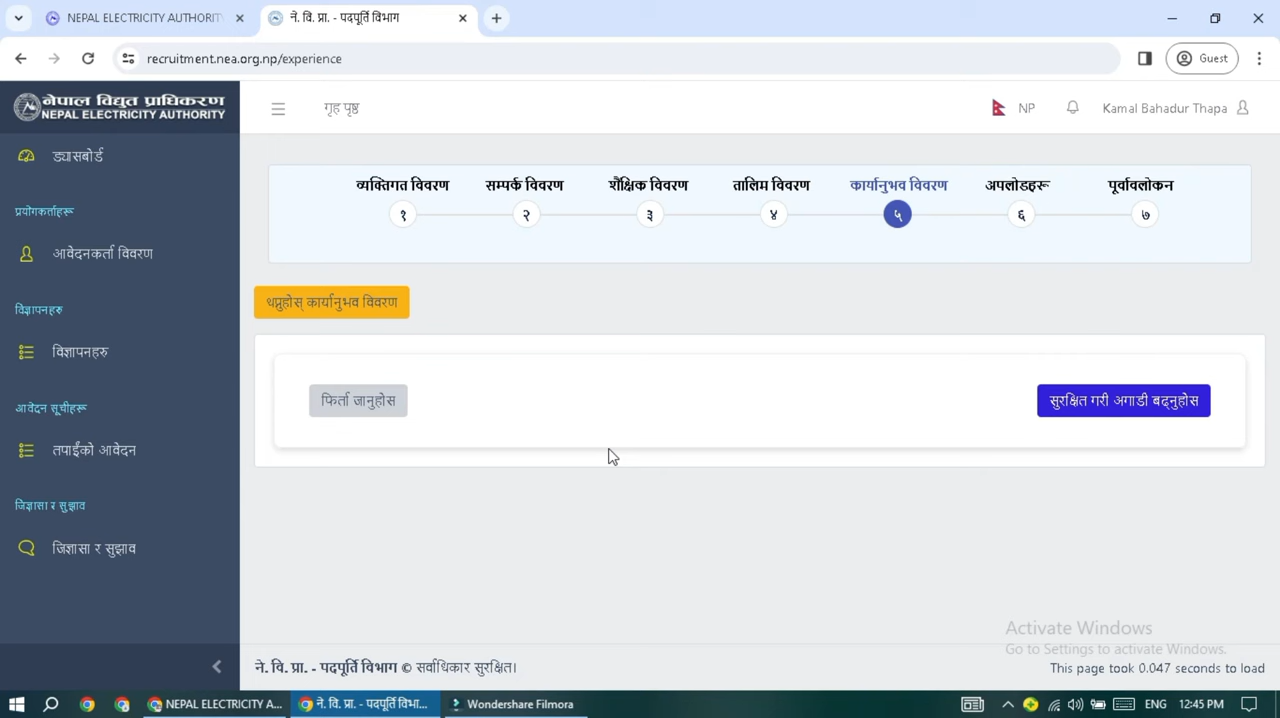 NEPAL ELECTRICITY AUTHORITY
ने. वि. प्रा. - पदपूर्ति विभाग
recruitment.nea.org.np/experience
Guest
नेपाल विद्युत प्राधिकरण
NEPAL ELECTRICITY AUTHORITY
गृह पृष्ठ
NP
Kamal Bahadur Thapa
ड्यासबोर्ड
प्रयोगकर्ताहरू
आवेदनकर्ता विवरण
विज्ञापनहरु
विज्ञापनहरु
आवेदन सूचीहरू
तपाईंको आवेदन
जिज्ञासा र सुझाव
जिज्ञासा र सुझाव
व्यक्तिगत विवरण सम्पर्क विवरण शैक्षिक विवरण तालिम विवरण कार्यानुभव विवरण अपलोडहरू पूर्वावलोकन
१ २ ३ ४ ५ ६ ७
थप्नुहोस् कार्यानुभव विवरण
फिर्ता जानुहोस
सुरक्षित गरी अगाडी बढ्नुहोस
Activate Windows
Go to Settings to activate Windows.
ने. वि. प्रा. - पदपूर्ति विभाग © सर्वाधिकार सुरक्षित।
This page took 0.047 seconds to load
NEPAL ELECTRICITY A...
ने. वि. प्रा. - पदपूर्ति विभा...
Wondershare Filmora
ENG
12:45 PM